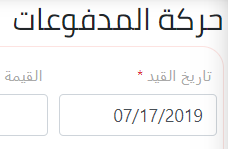 حركة المدفوعات
تاريخ القيد *
القيمة
07/17/2019